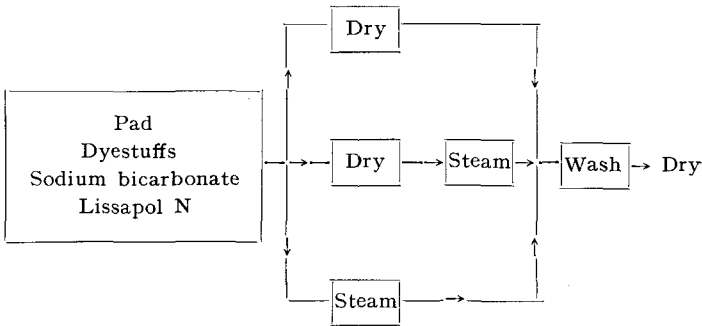 Dry
Pad
Dyestuffs
Sodium bicarbonate
Lissapol N
Dry
Steam
Wash
Dry
Steam